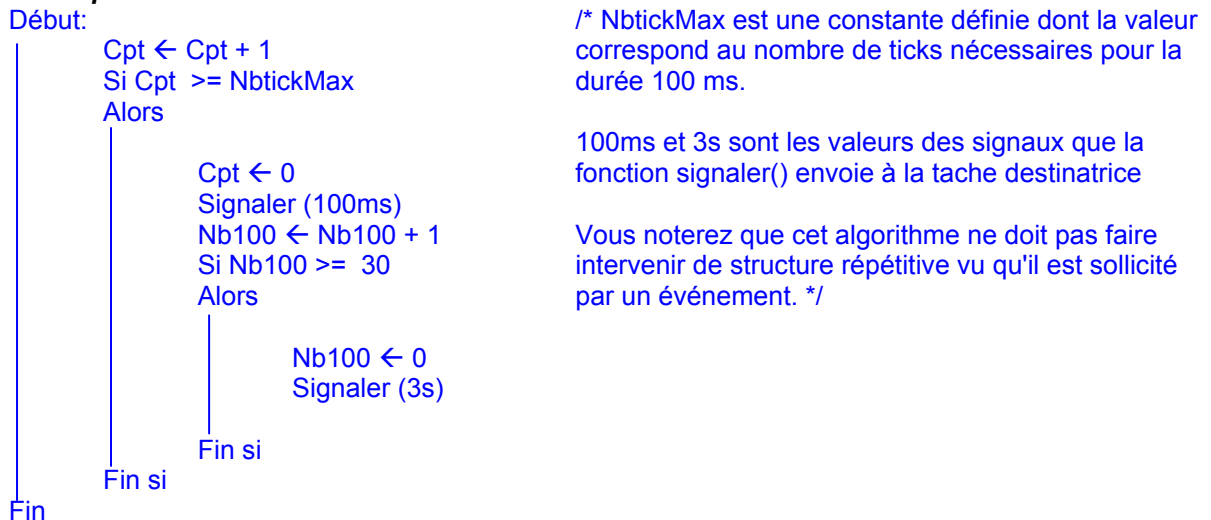 Début:
Cpt ← Cpt + 1
Si Cpt >= NbtickMax
Alors
Cpt ← 0
Signaler (100ms)
Nb100 ← Nb100 + 1
Si Nb100 >= 30
Alors
Nb100 ← 0
Signaler (3s)
Fin si
Fin si
Fin
/* NbtickMax est une constante définie dont la valeur
correspond au nombre de ticks nécessaires pour la
durée 100 ms.
100ms et 3s sont les valeurs des signaux que la
fonction signaler() envoie à la tache destinatrice
Vous noterez que cet algorithme ne doit pas faire
intervenir de structure répétitive vu qu'il est sollicité
par un événement. */